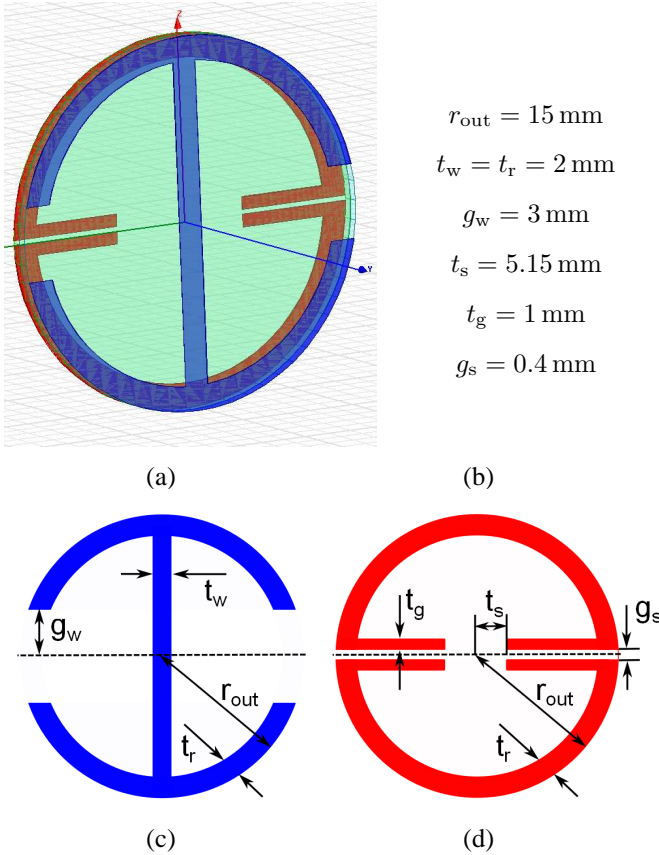 Z
Y
r_out = 15 mm
t_w = t_r = 2 mm
g_w = 3 mm
t_s = 5.15 mm
t_g = 1 mm
g_s = 0.4 mm
(a)
(b)
t_w
g_w
r_out
t_r
t_g
t_s
g_s
r_out
t_r
(c)
(d)